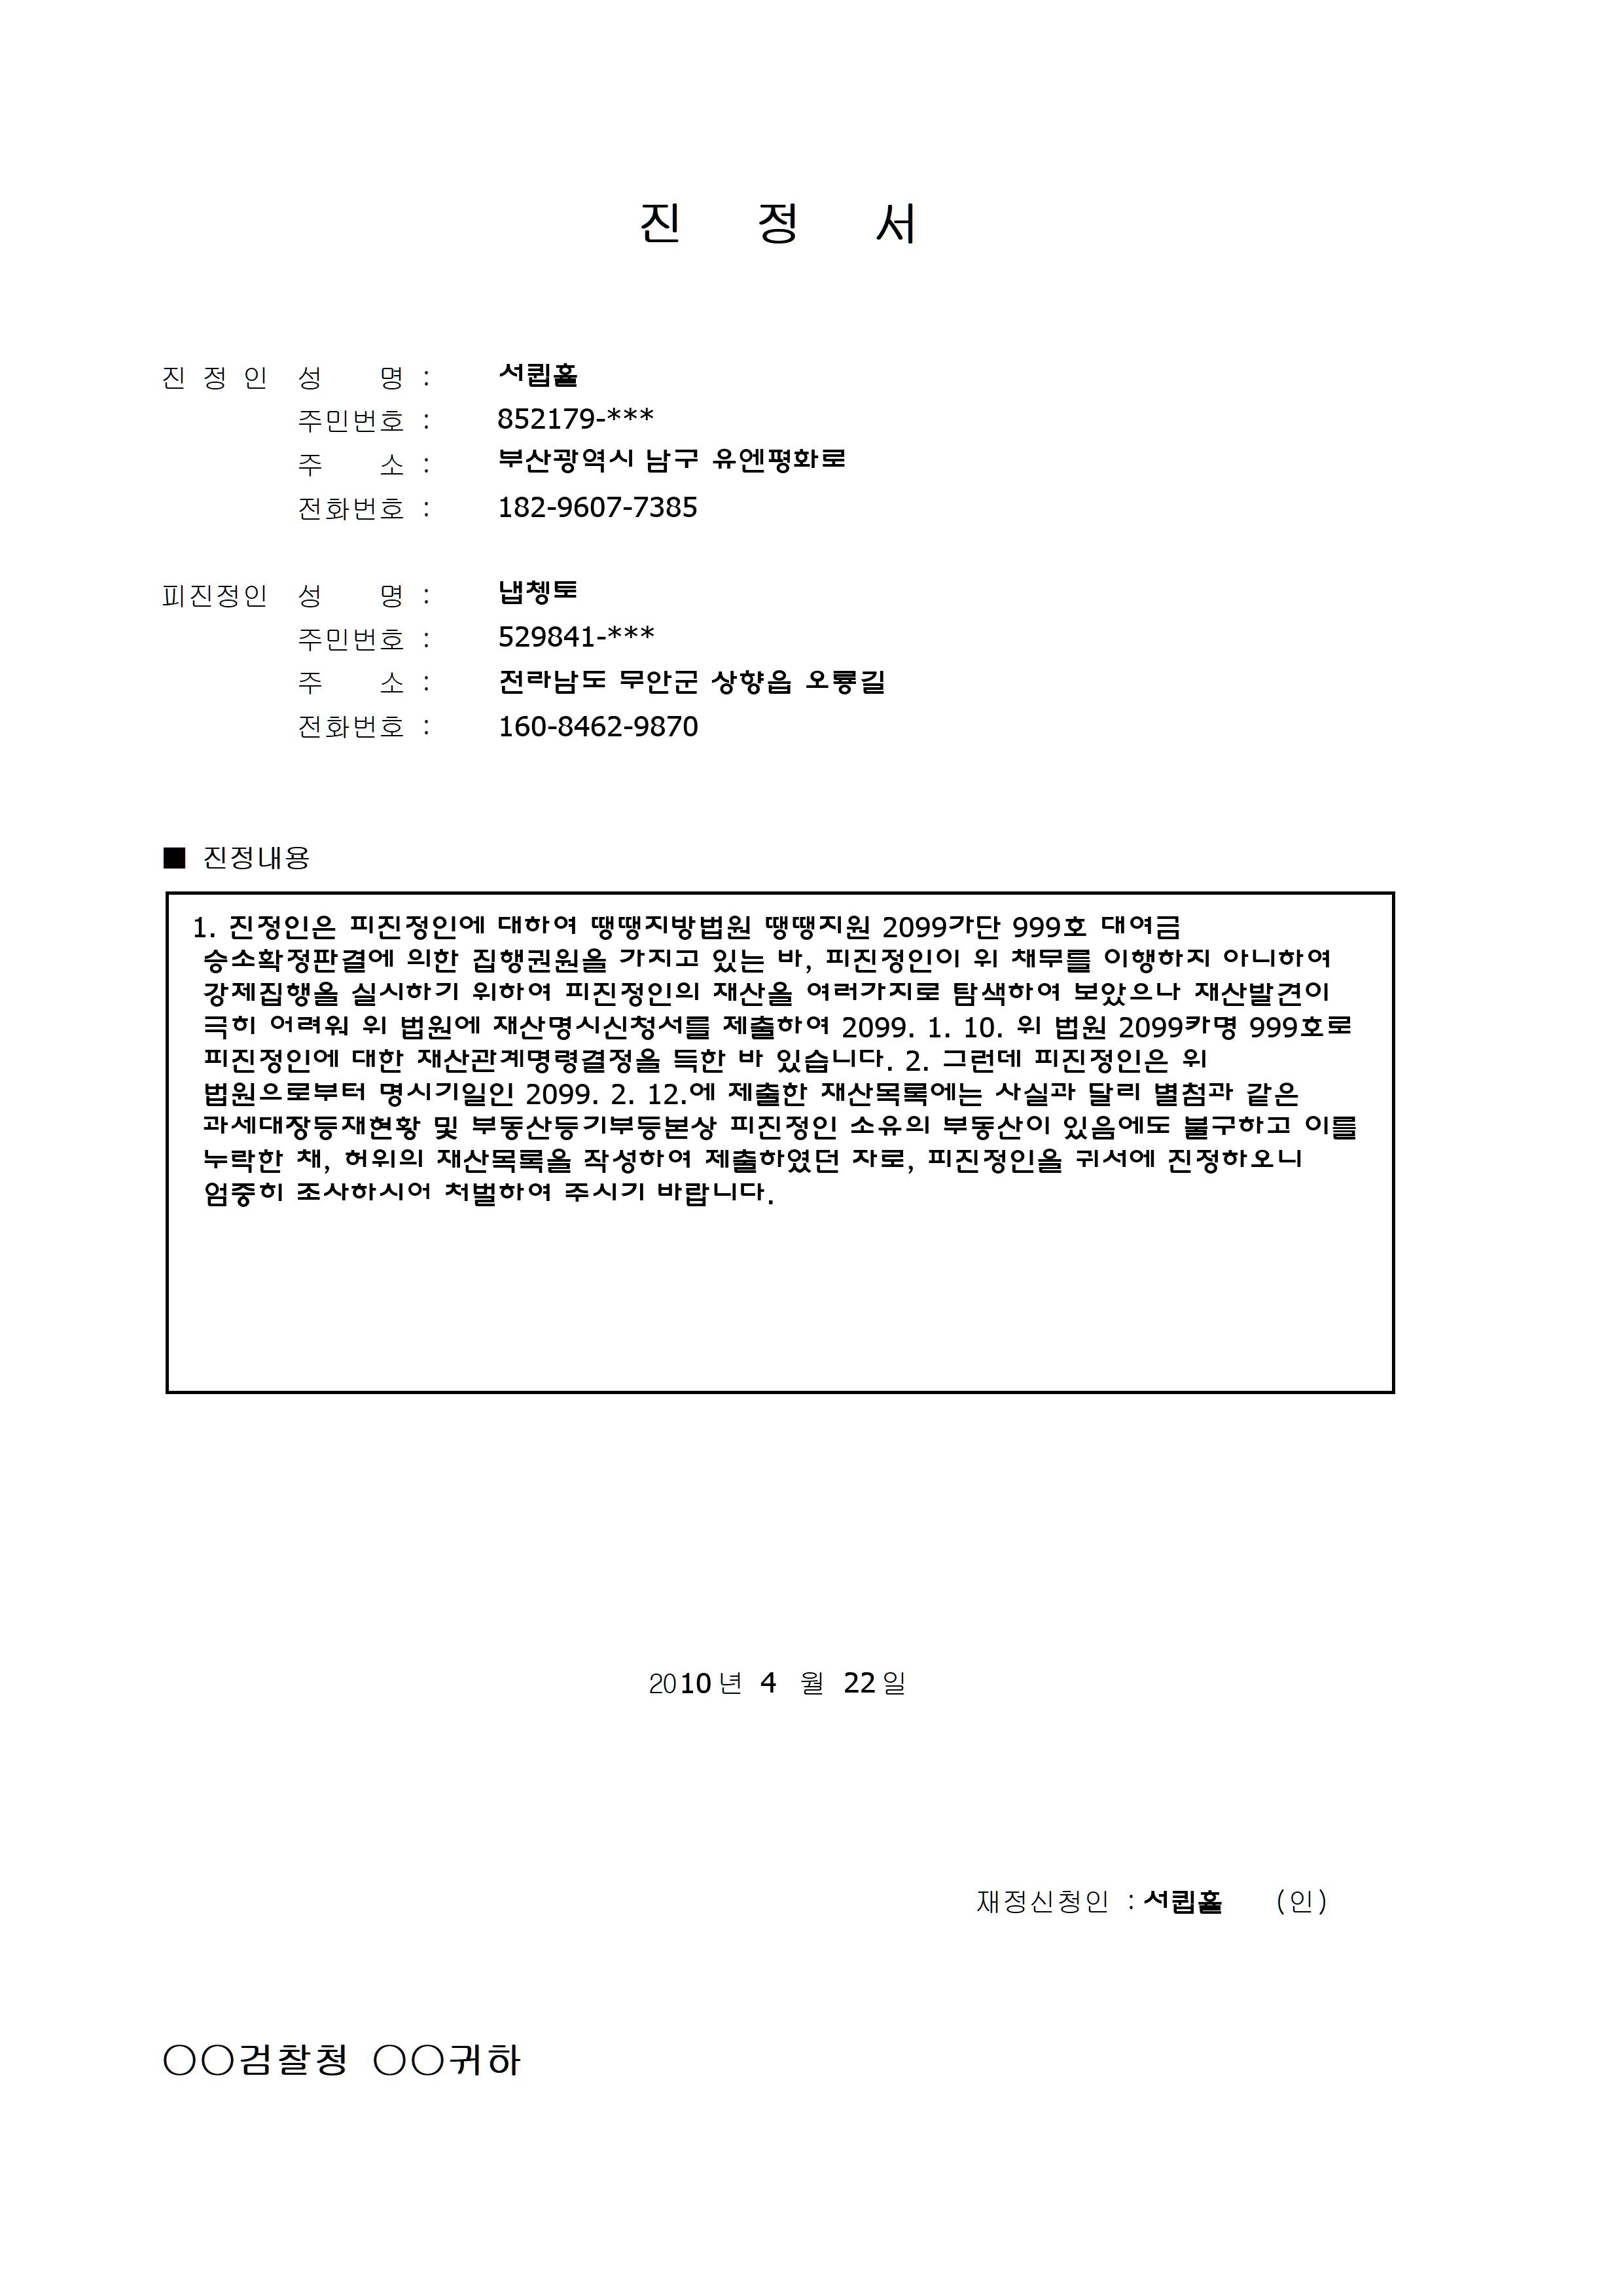 진 정 서
진 정 인 성 명 : 서큅훌
주민번호 : 852179-***
주 소 : 부산광역시 남구 유엔평화로
전화번호 : 182-9607-7385
피진정인 성 명 : 냅쳉토
주민번호 : 529841-***
주 소 : 전라남도 무안군 상향읍 오룡길
전화번호 : 160-8462-9870
■ 진정내용
1. 진정인은 피진정인에 대하여 땡땡지방법원 땡땡지원 2099가단 999호 대여금
승소확정판결에 의한 집행권원을 가지고 있는 바, 피진정인이 위 채무를 이행하지 아니하여
강제집행을 실시하기 위하여 피진정인의 재산을 여러가지로 탐색하여 보았으나 재산발견이
극히 어려워 위 법원에 재산명시신청서를 제출하여 2099. 1. 10. 위 법원 2099카명 999호로
피진정인에 대한 재산관계명령결정을 득한 바 있습니다. 2. 그런데 피진정인은 위
법원으로부터 명시기일인 2099. 2. 12.에 제출한 재산목록에는 사실과 달리 별첨과 같은
과세대장등재현황 및 부동산등기부등본상 피진정인 소유의 부동산이 있음에도 불구하고 이를
누락한 채, 허위의 재산목록을 작성하여 제출하였던 자로, 피진정인을 귀서에 진정하오니
엄중히 조사하시어 처벌하여 주시기 바랍니다.
2010년 4 월 22일
재정신청인 : 서큅훌 (인)
○○검찰청 ○○귀하